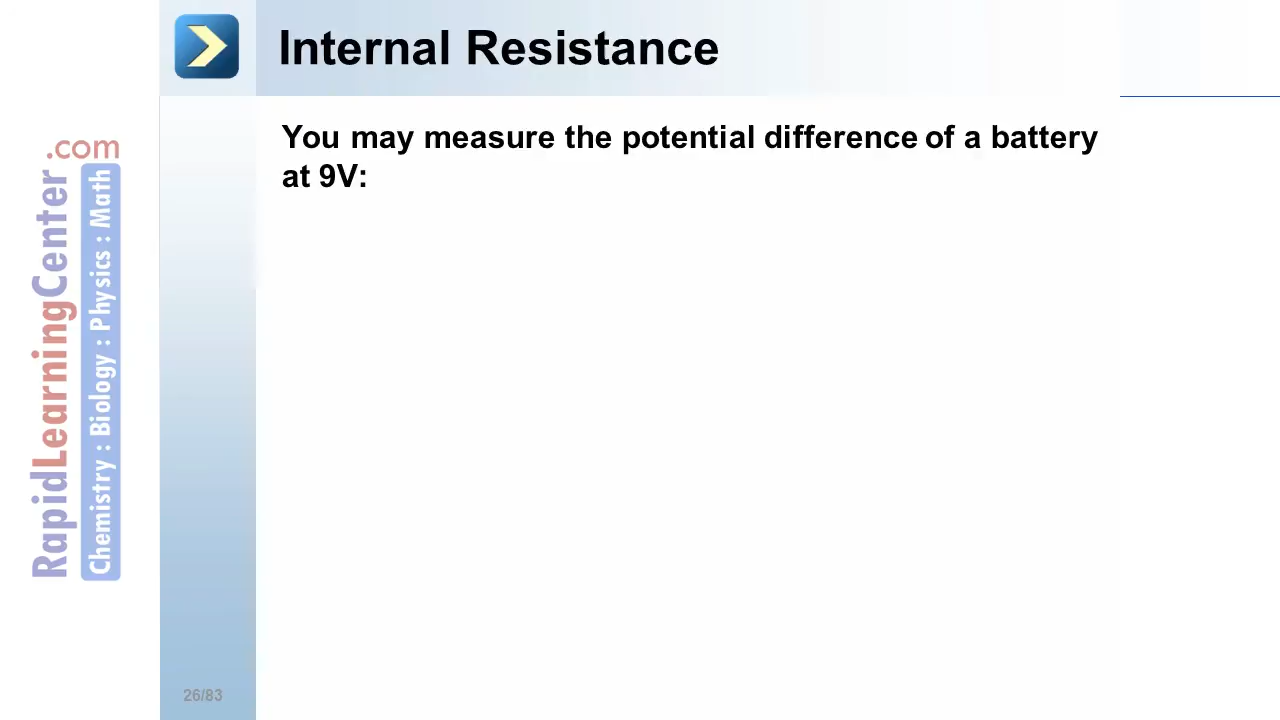 Internal Resistance
You may measure the potential difference of a battery
at 9V:
RapidLearningCenter.com
Chemistry : Biology : Physics : Math
26/83